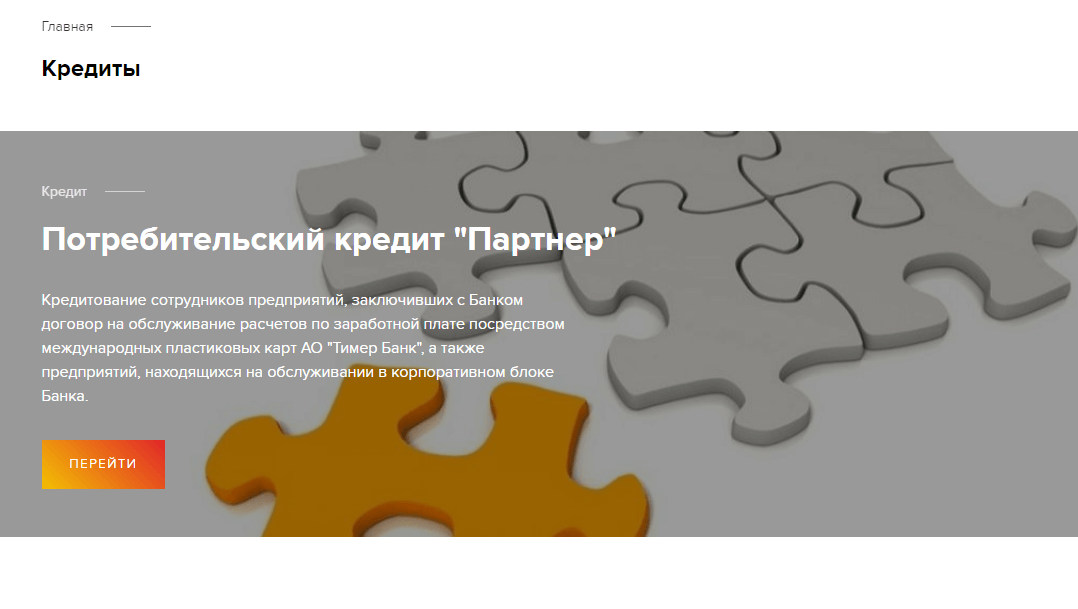 Главная
Кредиты
Кредит
Потребительский кредит "Партнер"
Кредитование сотрудников предприятий, заключивших с Банком
договор на обслуживание расчетов по заработной плате посредством
международных пластиковых карт АО "Тимер Банк", а также
предприятий, находящихся на обслуживании в корпоративном блоке
Банка.
ПЕРЕЙТИ